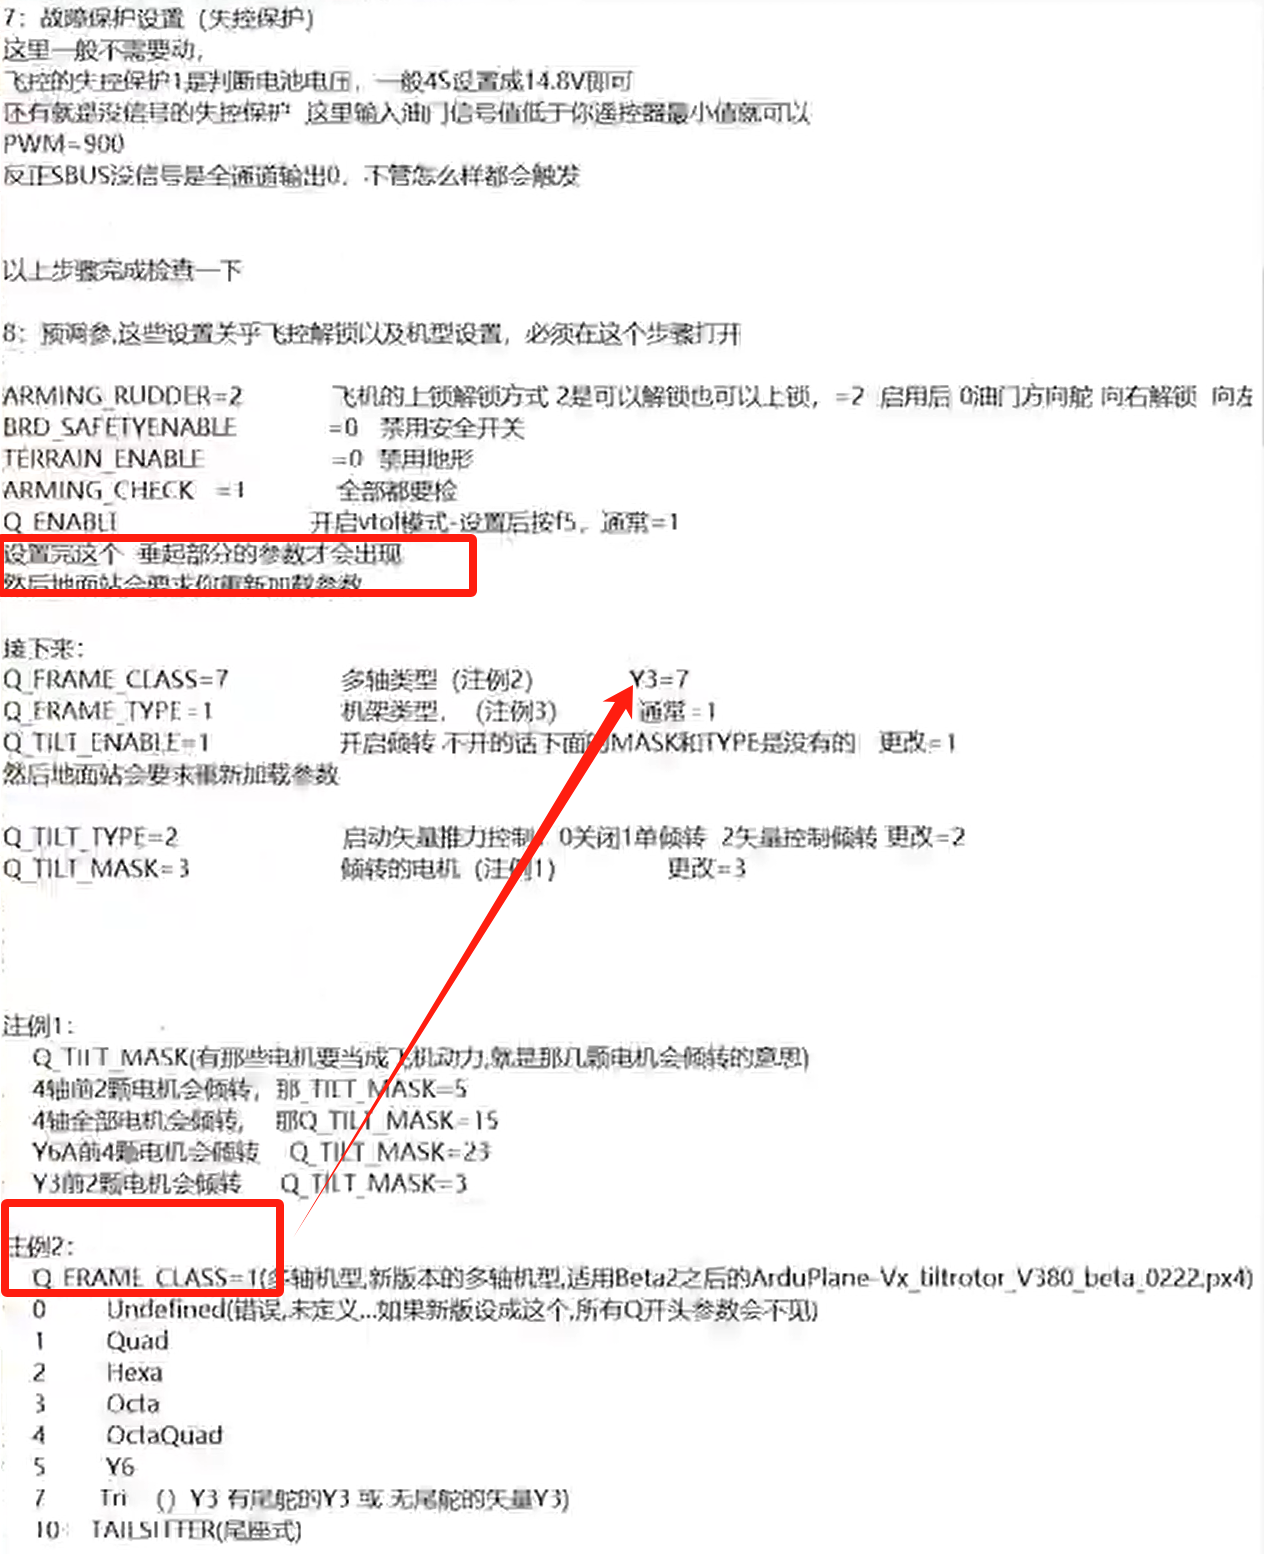 7：故障保护设置（失控保护）
这里一般不需要动，
飞控的失控保护1是判断电池电压，一般4S设置成14.8V即可
还有就是没信号的失控保护 这里输入油门信号值低于你遥控器最小值就可以
PWM=900
反正SBUS没信号是全通道输出0，不管怎么样都会触发
以上步骤完成检查一下
8：预调参,这些设置关乎飞控解锁以及机型设置，必须在这个步骤打开
ARMING_RUDDER=2 飞机的上锁解锁方式 2是可以解锁也可以上锁，=2 启用后 0油门方向舵 向右解锁 向左
BRD_SAFETYENABLE =0 禁用安全开关
TERRAIN_ENABLE =0 禁用地形
ARMING_CHECK =1 全部都要检
Q_ENABLE 开启vtol模式-设置后按f5，通常=1
设置完这个 垂起部分的参数才会出现
然后地面站会要求你重新加载参数
接下来：
Q_FRAME_CLASS=7 多轴类型（注例2） Y3=7
Q_FRAME_TYPE=1 机架类型，（注例3） 通常=1
Q_TILT_ENABLE=1 开启倾转 不开的话下面的MASK和TYPE是没有的 更改=1
然后地面站会要求重新加载参数
Q_TILT_TYPE=2 启动矢量推力控制，0关闭1单倾转 2矢量控制倾转 更改=2
Q_TILT_MASK=3 倾转的电机（注例1） 更改=3
注例1：
Q_TILT_MASK(有那些电机要当成飞机动力,就是那几颗电机会倾转的意思)
4轴前2颗电机会倾转，那_TILT_MASK=5
4轴全部电机会倾转， 那Q_TILT_MASK=15
Y6A前4颗电机会倾转 Q_TILT_MASK=23
Y3前2颗电机会倾转 Q_TILT_MASK=3
注例2：
Q_FRAME_CLASS=1(多轴机型,新版本的多轴机型,适用Beta2之后的ArduPlane-Vx_tiltrotor_V380_beta_0222.px4)
0 Undefined(错误,未定义...如果新版设成这个,所有Q开头参数会不见)
1 Quad
2 Hexa
3 Octa
4 OctaQuad
5 Y6
7 Tri () Y3 有尾舵的Y3 或 无尾舵的矢量Y3)
10 TAILSITTER(尾座式)